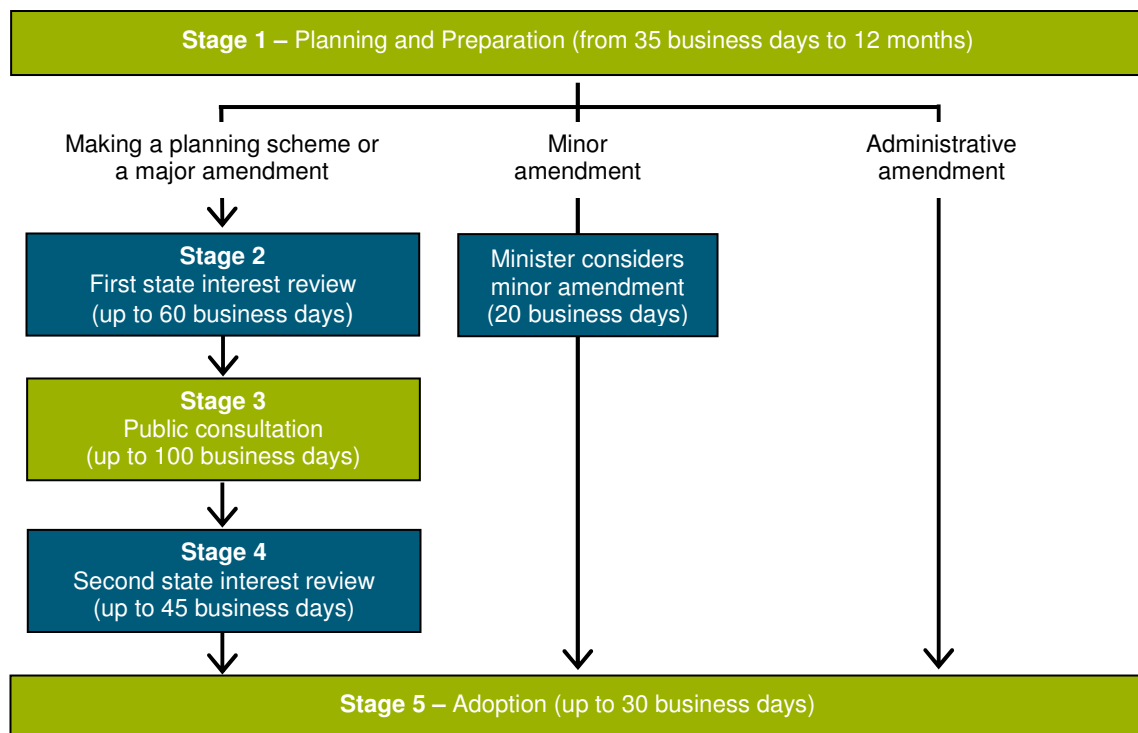 Stage 1 – Planning and Preparation (from 35 business days to 12 months)
Making a planning scheme or
a major amendment
Minor
amendment
Administrative
amendment
Stage 2
First state interest review
(up to 60 business days)
Minister considers
minor amendment
(20 business days)
Stage 3
Public consultation
(up to 100 business days)
Stage 4
Second state interest review
(up to 45 business days)
Stage 5 – Adoption (up to 30 business days)